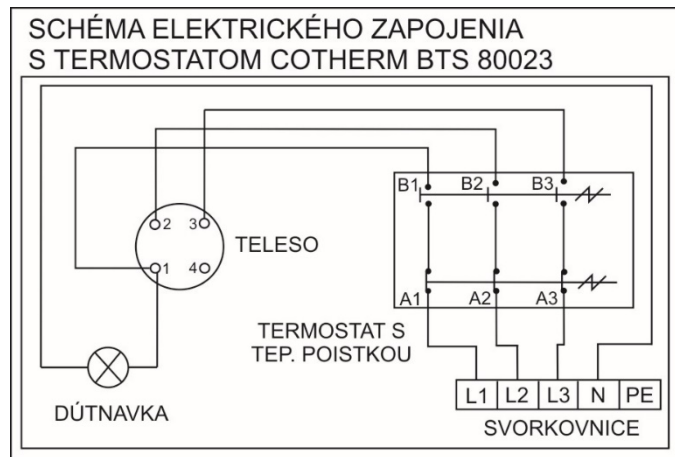 SCHÉMA ELEKTRICKÉHO ZAPOJENIA
S TERMOSTATOM COTHERM BTS 80023
B1 B2 B3
2 3
TELESO
1 4
A1 A2 A3
TERMOSTAT S
TEP. POISTKOU
L1 L2 L3 N PE
DÚTNAVKA
SVORKOVNICE